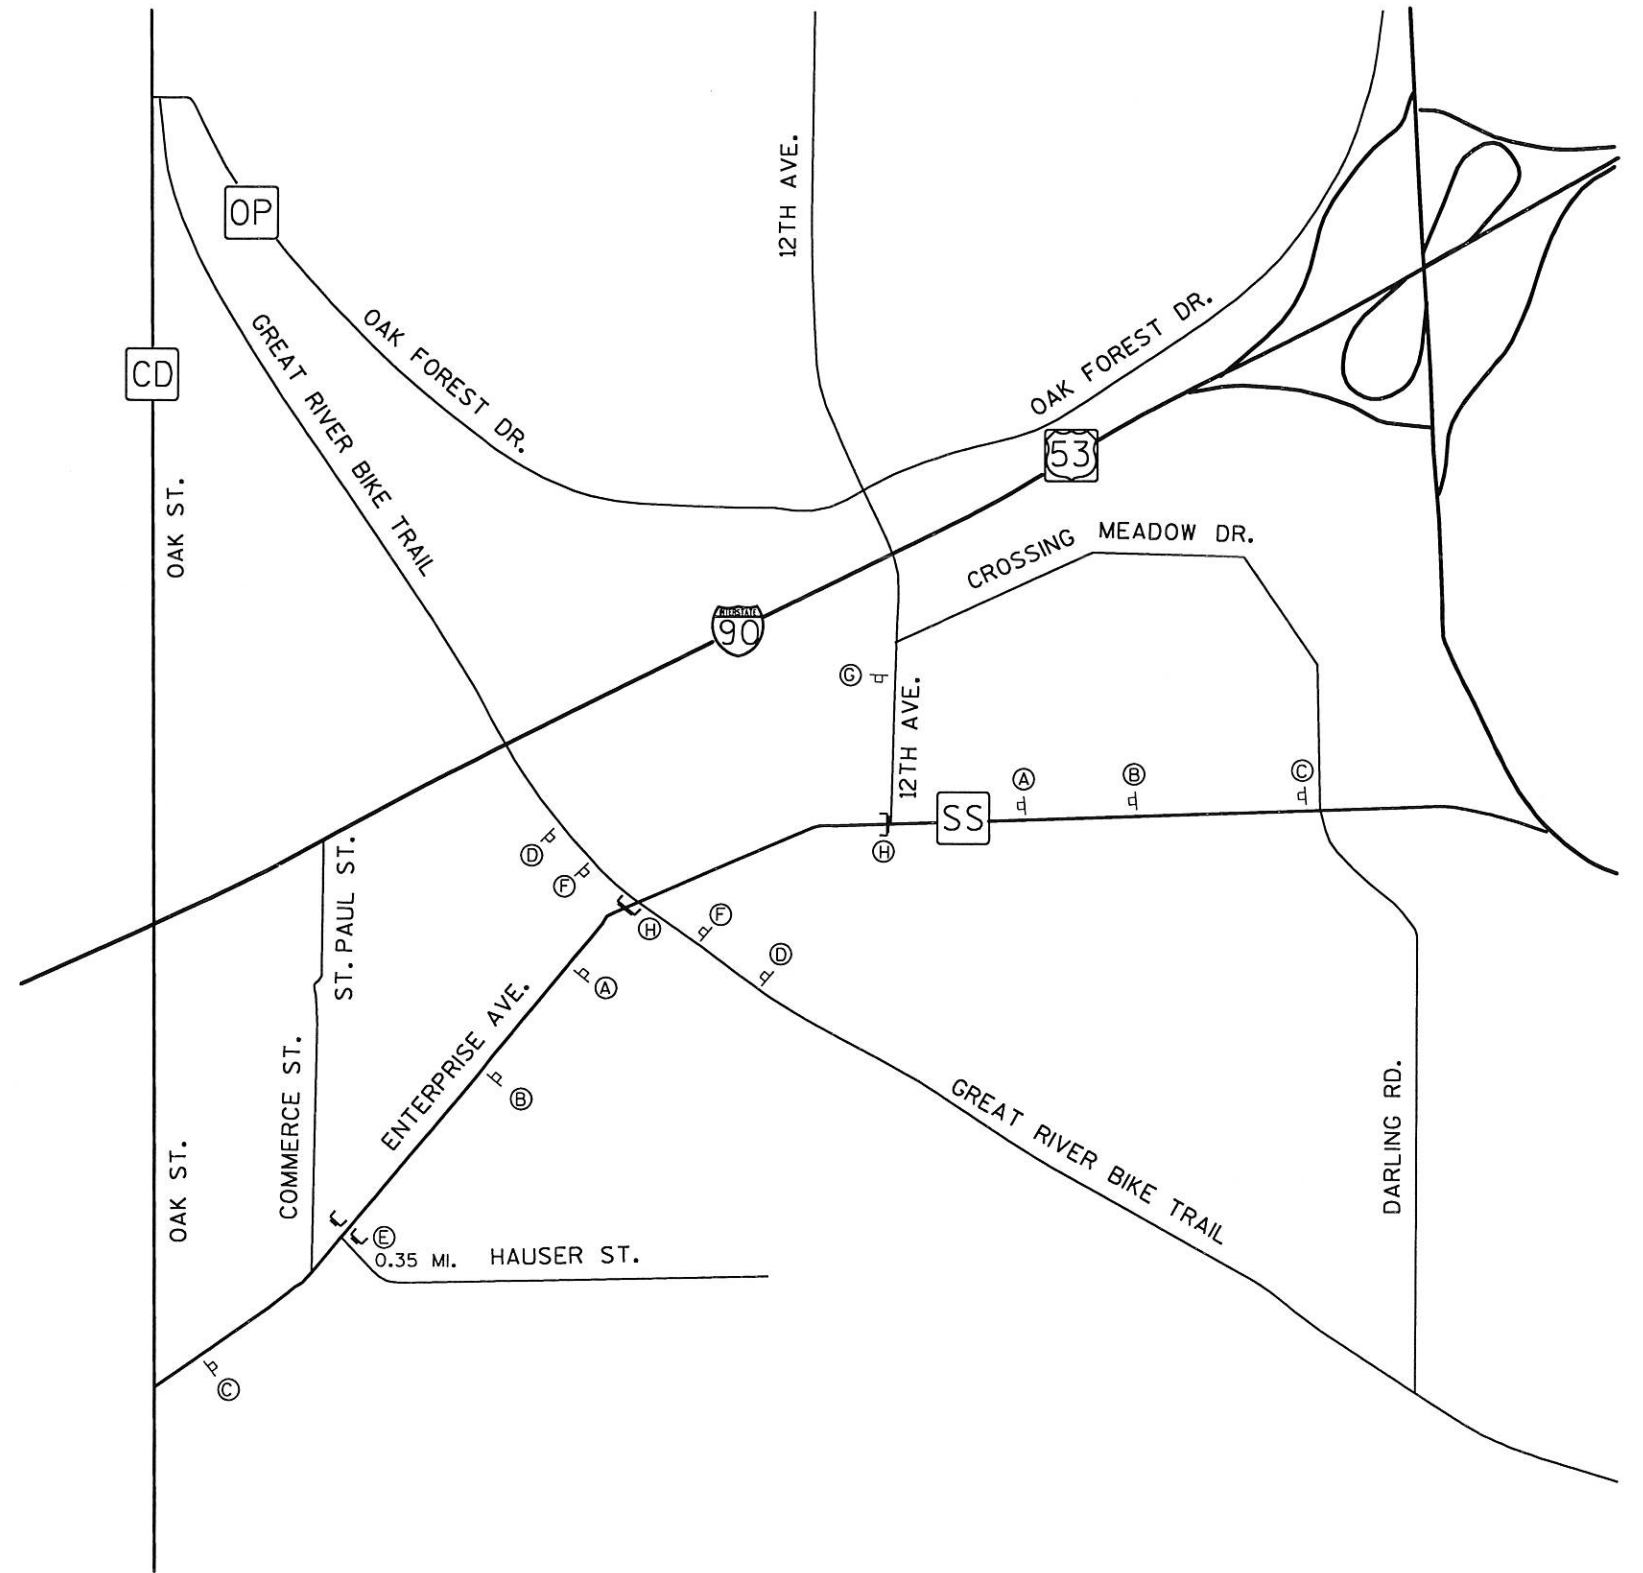 12TH AVE.
OP
OAK FOREST DR.
OAK FOREST DR.
GREAT RIVER BIKE TRAIL
CD
53
OAK ST.
CROSSING MEADOW DR.
INTERSTATE
90
G
12TH AVE.
A
B
C
SS
H
D
F
ST. PAUL ST.
H
F
D
A
ENTERPRISE AVE.
B
COMMERCE ST.
OAK ST.
GREAT RIVER BIKE TRAIL
DARLING RD.
E
0.35 MI.
HAUSER ST.
C